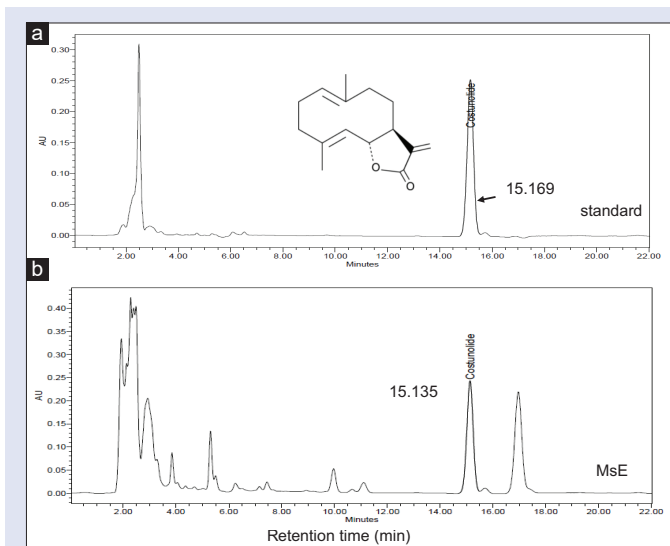 a
0.30
0.25
0.20
0.15
0.10
0.05
0.00
AU
Costunolide
O
O
15.169
standard
2.00 4.00 6.00 8.00 10.00 12.00 14.00 16.00 18.00 20.00 22.00
Minutes
b
0.40
0.35
0.30
0.25
0.20
0.15
0.10
0.05
0.00
AU
Costunolide
15.135
MsE
2.00 4.00 6.00 8.00 10.00 12.00 14.00 16.00 18.00 20.00 22.00
Minutes
Retention time (min)